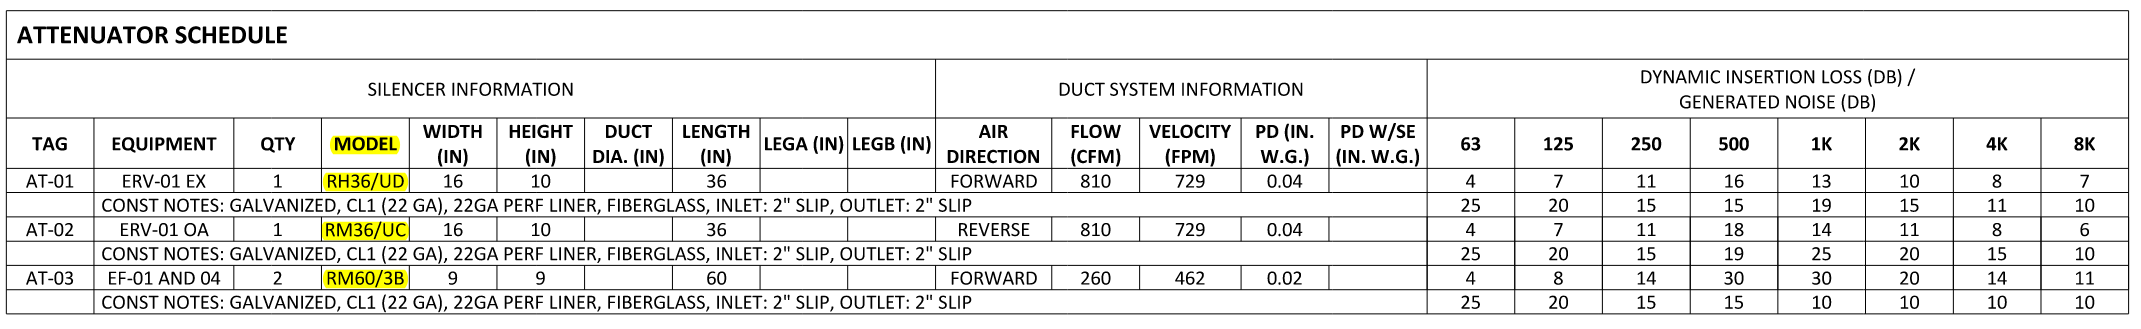 ATTENUATOR SCHEDULE
SILENCER INFORMATION DUCT SYSTEM INFORMATION DYNAMIC INSERTION LOSS (DB) /
GENERATED NOISE (DB)
TAG EQUIPMENT QTY MODEL WIDTH (IN) HEIGHT (IN) DUCT DIA. (IN) LENGTH (IN) LEGA (IN) LEGB (IN) AIR DIRECTION FLOW (CFM) VELOCITY (FPM) PD (IN. W.G.) PD W/SE (IN. W.G.) 63 125 250 500 1K 2K 4K 8K
AT-01 ERV-01 EX 1 RH36/UD 16 10 36 FORWARD 810 729 0.04 4 7 11 16 13 10 8 7
CONST NOTES: GALVANIZED, CL1 (22 GA), 22GA PERF LINER, FIBERGLASS, INLET: 2" SLIP, OUTLET: 2" SLIP 25 20 15 15 19 15 11 10
AT-02 ERV-01 OA 1 RM36/UC 16 10 36 REVERSE 810 729 0.04 4 7 11 18 14 11 8 6
CONST NOTES: GALVANIZED, CL1 (22 GA), 22GA PERF LINER, FIBERGLASS, INLET: 2" SLIP, OUTLET: 2" SLIP 25 20 15 19 25 20 15 10
AT-03 EF-01 AND 04 2 RM60/3B 9 9 60 FORWARD 260 462 0.02 4 8 14 30 30 20 14 11
CONST NOTES: GALVANIZED, CL1 (22 GA), 22GA PERF LINER, FIBERGLASS, INLET: 2" SLIP, OUTLET: 2" SLIP 25 20 15 15 10 10 10 10